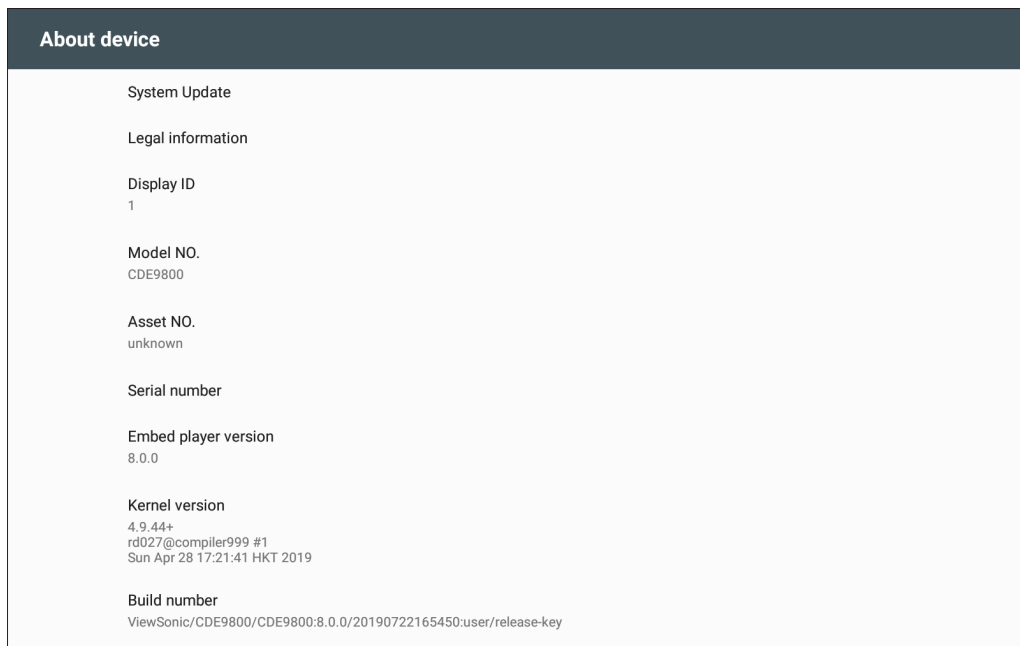 About device
System Update
Legal information
Display ID
1
Model NO.
CDE9800
Asset NO.
unknown
Serial number
Embed player version
8.0.0
Kernel version
4.9.44+
rd027@compiler999 #1
Sun Apr 28 17:21:41 HKT 2019
Build number
ViewSonic/CDE9800/CDE9800:8.0.0/20190722165450:user/release-key